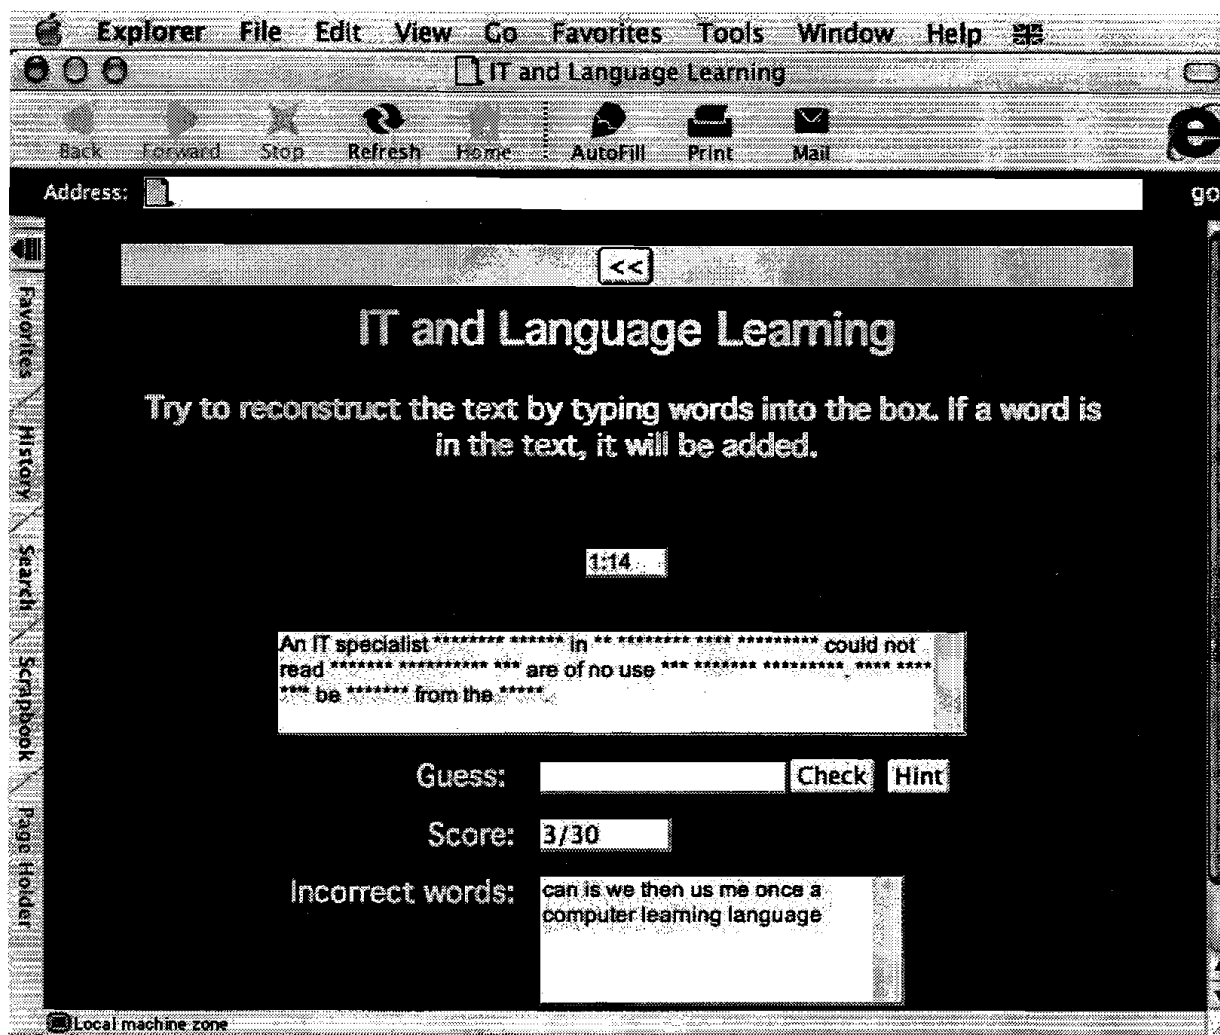 Explorer File Edit View Go Favorites Tools Window Help
IT and Language Learning
Back Forward Stop Refresh Home AutoFill Print Mail
Address: go
<<
Favorites
History
Search
Scrapbook
Page Holder
IT and Language Learning
Try to reconstruct the text by typing words into the box. If a word is
in the text, it will be added.
1:14
An IT specialist ******** ****** in ** ******** **** ********* could not
read ******* ********** *** are of no use *** ******* *********. **** ****
**** be ******* from the *****.
Guess: Check Hint
Score: 3/30
Incorrect words: can is we then us me once a
computer learning language
Local machine zone